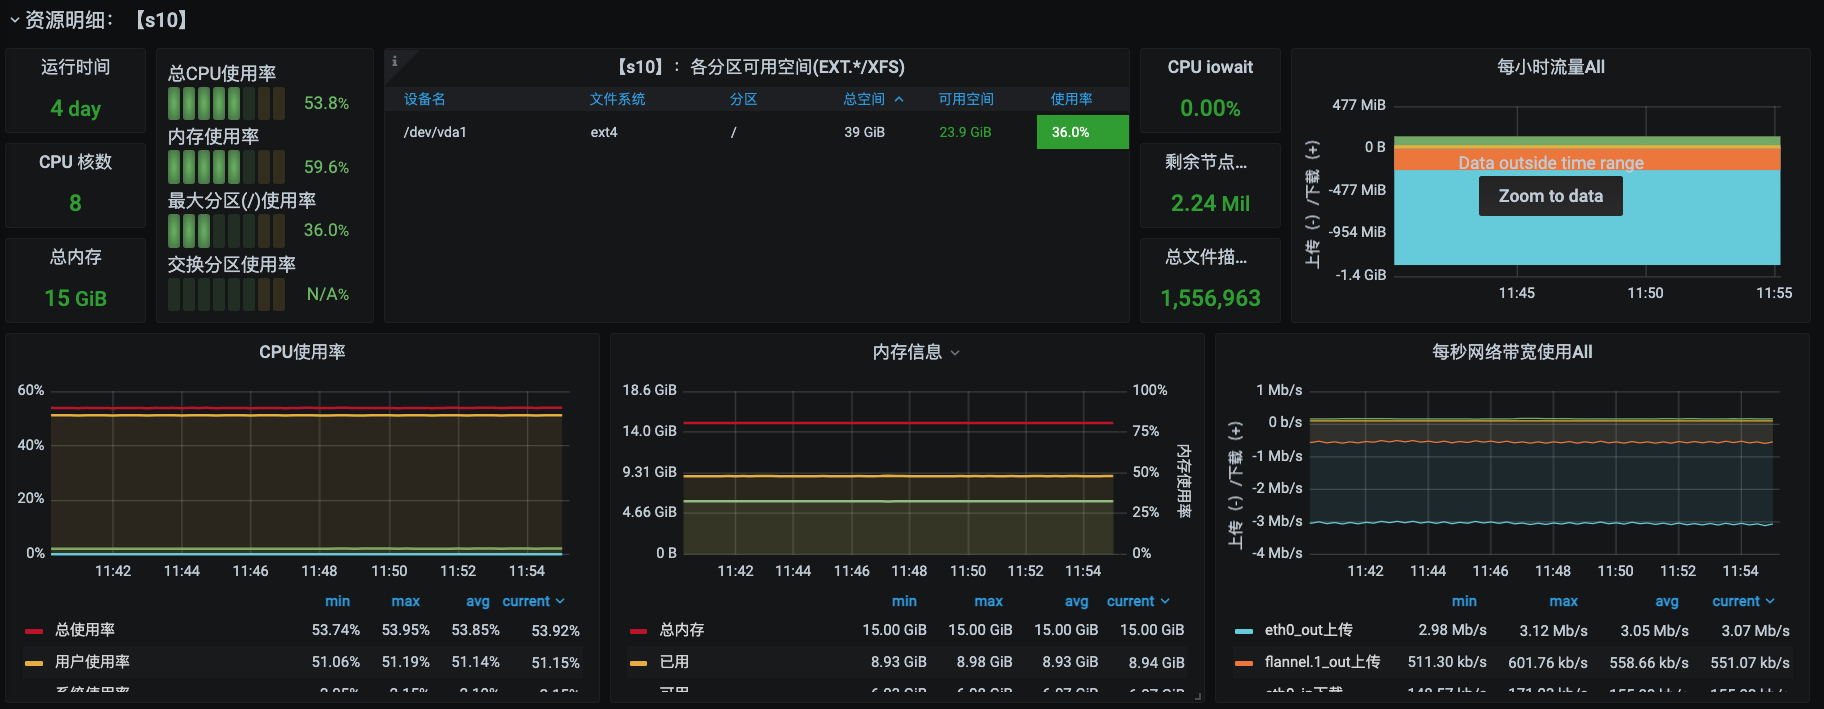 资源明细：【s10】
运行时间
4 day
CPU 核数
8
总内存
15 GiB
总CPU使用率
53.8%
内存使用率
59.6%
最大分区(/)使用率
36.0%
交换分区使用率
N/A%
i
【s10】：各分区可用空间(EXT.*/XFS)
设备名 文件系统 分区 总空间 可用空间 使用率
/dev/vda1 ext4 / 39 GiB 23.9 GiB 36.0%
CPU iowait
0.00%
剩余节点...
2.24 Mil
总文件描...
1,556,963
每小时流量All
上传（-）/下载（+）
477 MiB
0 B
-477 MiB
-954 MiB
-1.4 GiB
Data outside time range
Zoom to data
11:45 11:50 11:55
CPU使用率
60%
40%
20%
0%
11:42 11:44 11:46 11:48 11:50 11:52 11:54
min max avg current
总使用率 53.74% 53.95% 53.85% 53.92%
用户使用率 51.06% 51.19% 51.14% 51.15%
内存信息
18.6 GiB
14.0 GiB
9.31 GiB
4.66 GiB
0 B
100%
75%
50%
25%
0%
内存使用率
11:42 11:44 11:46 11:48 11:50 11:52 11:54
min max avg current
总内存 15.00 GiB 15.00 GiB 15.00 GiB 15.00 GiB
已用 8.93 GiB 8.98 GiB 8.93 GiB 8.94 GiB
每秒网络带宽使用All
上传（-）/下载（+）
1 Mb/s
0 b/s
-1 Mb/s
-2 Mb/s
-3 Mb/s
-4 Mb/s
11:42 11:44 11:46 11:48 11:50 11:52 11:54
min max avg current
eth0_out上传 2.98 Mb/s 3.12 Mb/s 3.05 Mb/s 3.07 Mb/s
flannel.1_out上传 511.30 kb/s 601.76 kb/s 558.66 kb/s 551.07 kb/s